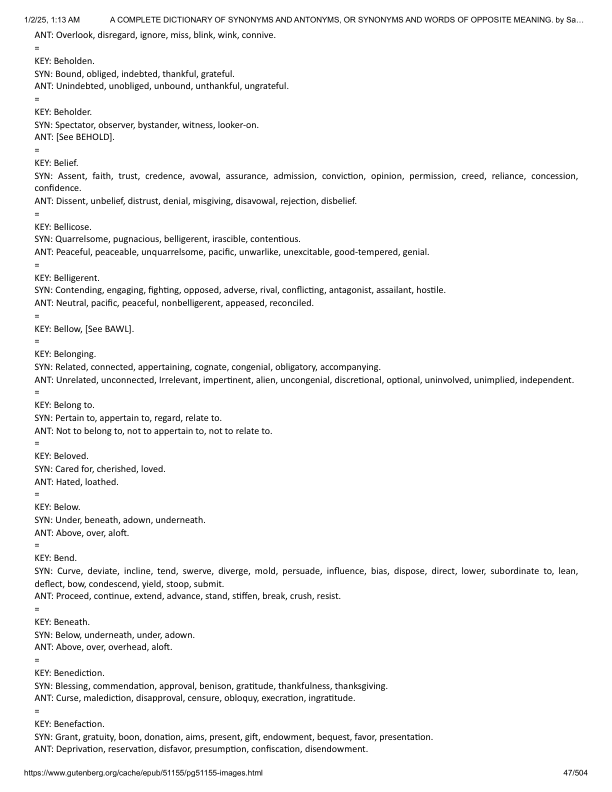 1/2/25, 1:13 AM A COMPLETE DICTIONARY OF SYNONYMS AND ANTONYMS, OR SYNONYMS AND WORDS OF OPPOSITE MEANING. by Sa…
ANT: Overlook, disregard, ignore, miss, blink, wink, connive.
=
KEY: Beholden.
SYN: Bound, obliged, indebted, thankful, grateful.
ANT: Unindebted, unobliged, unbound, unthankful, ungrateful.
=
KEY: Beholder.
SYN: Spectator, observer, bystander, witness, looker-on.
ANT: [See BEHOLD].
=
KEY: Belief.
SYN: Assent, faith, trust, credence, avowal, assurance, admission, conviction, opinion, permission, creed, reliance, concession,
confidence.
ANT: Dissent, unbelief, distrust, denial, misgiving, disavowal, rejection, disbelief.
=
KEY: Bellicose.
SYN: Quarrelsome, pugnacious, belligerent, irascible, contentious.
ANT: Peaceful, peaceable, unquarrelsome, pacific, unwarlike, unexcitable, good-tempered, genial.
=
KEY: Belligerent.
SYN: Contending, engaging, fighting, opposed, adverse, rival, conflicting, antagonist, assailant, hostile.
ANT: Neutral, pacific, peaceful, nonbelligerent, appeased, reconciled.
=
KEY: Bellow, [See BAWL].
=
KEY: Belonging.
SYN: Related, connected, appertaining, cognate, congenial, obligatory, accompanying.
ANT: Unrelated, unconnected, Irrelevant, impertinent, alien, uncongenial, discretional, optional, uninvolved, unimplied, independent.
=
KEY: Belong to.
SYN: Pertain to, appertain to, regard, relate to.
ANT: Not to belong to, not to appertain to, not to relate to.
=
KEY: Beloved.
SYN: Cared for, cherished, loved.
ANT: Hated, loathed.
=
KEY: Below.
SYN: Under, beneath, adown, underneath.
ANT: Above, over, aloft.
=
KEY: Bend.
SYN: Curve, deviate, incline, tend, swerve, diverge, mold, persuade, influence, bias, dispose, direct, lower, subordinate to, lean,
deflect, bow, condescend, yield, stoop, submit.
ANT: Proceed, continue, extend, advance, stand, stiffen, break, crush, resist.
=
KEY: Beneath.
SYN: Below, underneath, under, adown.
ANT: Above, over, overhead, aloft.
=
KEY: Benediction.
SYN: Blessing, commendation, approval, benison, gratitude, thankfulness, thanksgiving.
ANT: Curse, malediction, disapproval, censure, obloquy, execration, ingratitude.
=
KEY: Benefaction.
SYN: Grant, gratuity, boon, donation, aims, present, gift, endowment, bequest, favor, presentation.
ANT: Deprivation, reservation, disfavor, presumption, confiscation, disendowment.
https://www.gutenberg.org/cache/epub/51155/pg51155-images.html 47/504